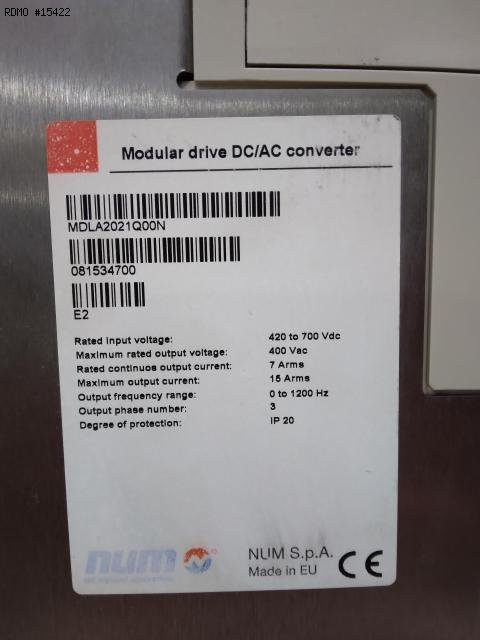 RDMO #15422
Modular drive DC/AC converter
MDLA2021Q00N
081534700
E2
Rated input voltage: 420 to 700 Vdc
Maximum rated output voltage: 400 Vac
Rated continuos output current: 7 Arms
Maximum output current: 15 Arms
Output frequency range: 0 to 1200 Hz
Output phase number: 3
Degree of protection: IP 20
num
NUM S.p.A.
Made in EU
CE